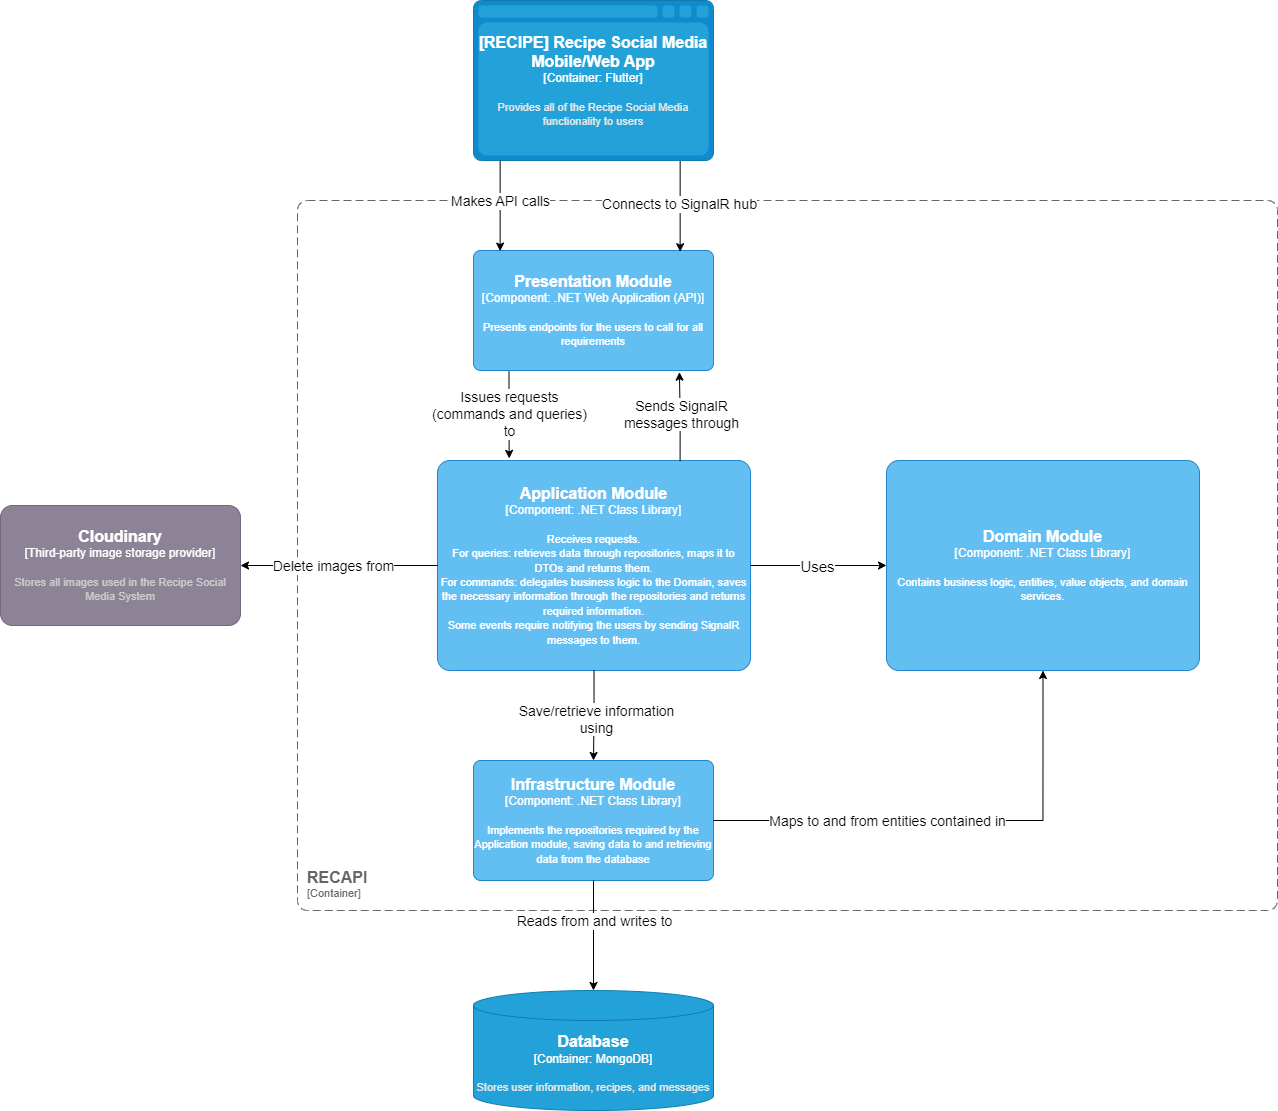 [RECIPE] Recipe Social Media
Mobile/Web App
[Container: Flutter]
Provides all of the Recipe Social Media
functionality to users
Makes API calls
Connects to SignalR hub
Presentation Module
[Component: .NET Web Application (API)]
Presents endpoints for the users to call for all
requirements
Issues requests
(commands and queries)
to
Sends SignalR
messages through
Application Module
[Component: .NET Class Library]
Receives requests.
For queries: retrieves data through repositories, maps it to
DTOs and returns them.
For commands: delegates business logic to the Domain, saves
the necessary information through the repositories and returns
required information.
Some events require notifying the users by sending SignalR
messages to them.
Cloudinary
[Third-party image storage provider]
Stores all images used in the Recipe Social
Media System
Delete images from
Uses
Domain Module
[Component: .NET Class Library]
Contains business logic, entities, value objects, and domain
services.
Save/retrieve information
using
Infrastructure Module
[Component: .NET Class Library]
Implements the repositories required by the
Application module, saving data to and retrieving
data from the database
Maps to and from entities contained in
RECAPI
[Container]
Reads from and writes to
Database
[Container: MongoDB]
Stores user information, recipes, and messages